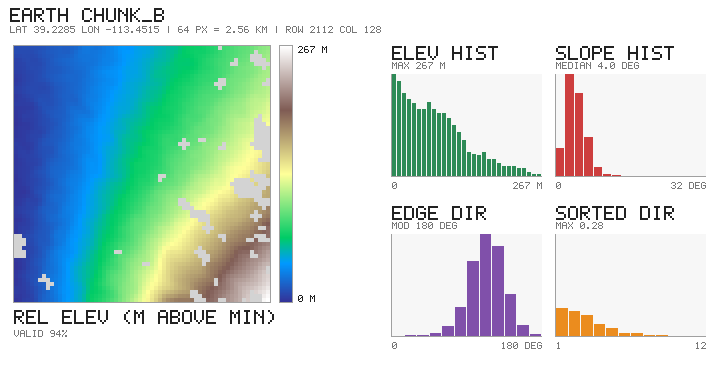 EARTH CHUNK_B
LAT 39.2285 LON -113.4515 | 64 PX = 2.56 KM | ROW 2112 COL 128
267 M
0 M
REL ELEV (M ABOVE MIN)
VALID 94%
ELEV HIST
MAX 267 M
0 267 M
SLOPE HIST
MEDIAN 4.0 DEG
0 32 DEG
EDGE DIR
MOD 180 DEG
0 180 DEG
SORTED DIR
MAX 0.28
1 12